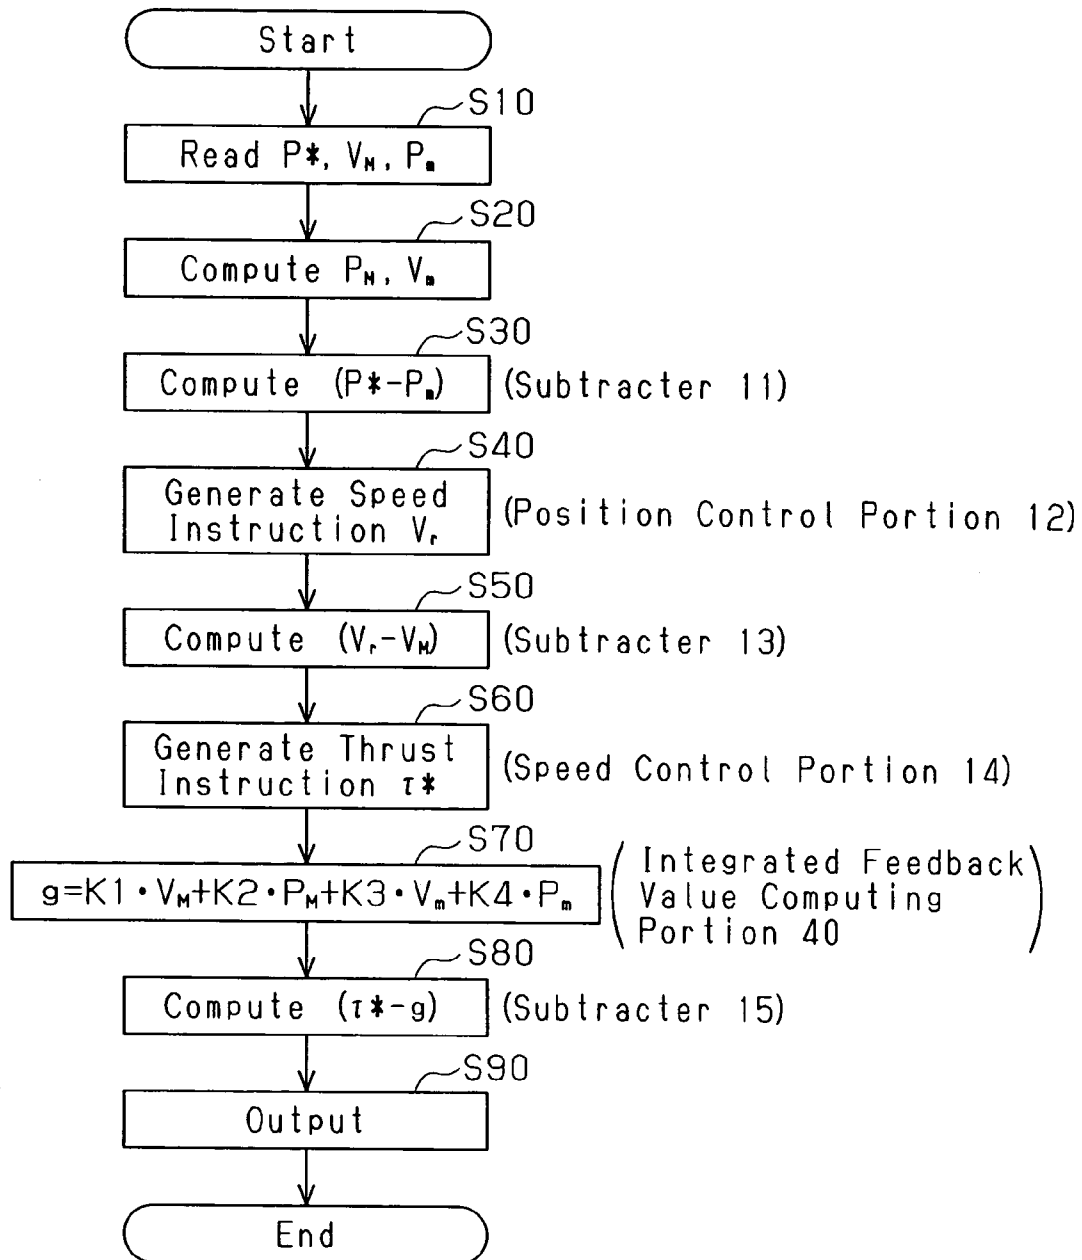 Start
S10
Read P*, V_M, P_m
S20
Compute P_M, V_m
S30
Compute (P*-P_m)
(Subtracter 11)
S40
Generate Speed
Instruction V_r
(Position Control Portion 12)
S50
Compute (V_r-V_M)
(Subtracter 13)
S60
Generate Thrust
Instruction τ*
(Speed Control Portion 14)
S70
g=K1·V_M+K2·P_M+K3·V_m+K4·P_m
(Integrated Feedback
Value Computing
Portion 40)
S80
Compute (τ*-g)
(Subtracter 15)
S90
Output
End